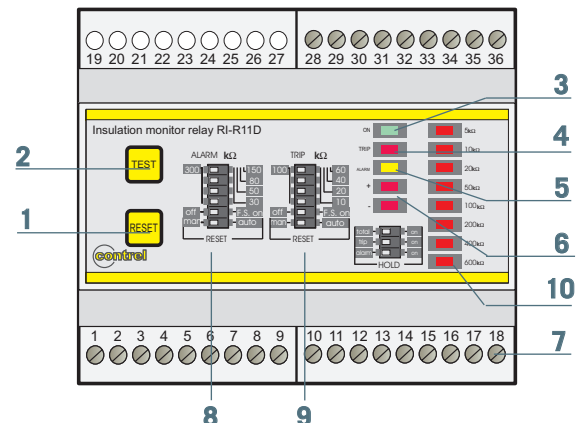 19 20 21 22 23 24 25 26 27 28 29 30 31 32 33 34 35 36
3
Insulation monitor relay RI-R11D
ON 5kΩ
4
TRIP 10kΩ
2
TEST
ALARM kΩ TRIP kΩ
300 150 100 60
80 40
50 20
30 10
off F.S. on off F.S. on
man auto man auto
RESET RESET
ALARM 20kΩ
5
+ 50kΩ
- 100kΩ
6
1
RESET
contrel
total on
Trip on
alarm on
HOLD
200kΩ
400kΩ
600kΩ
10
1 2 3 4 5 6 7 8 9 10 11 12 13 14 15 16 17 18
7
8 9